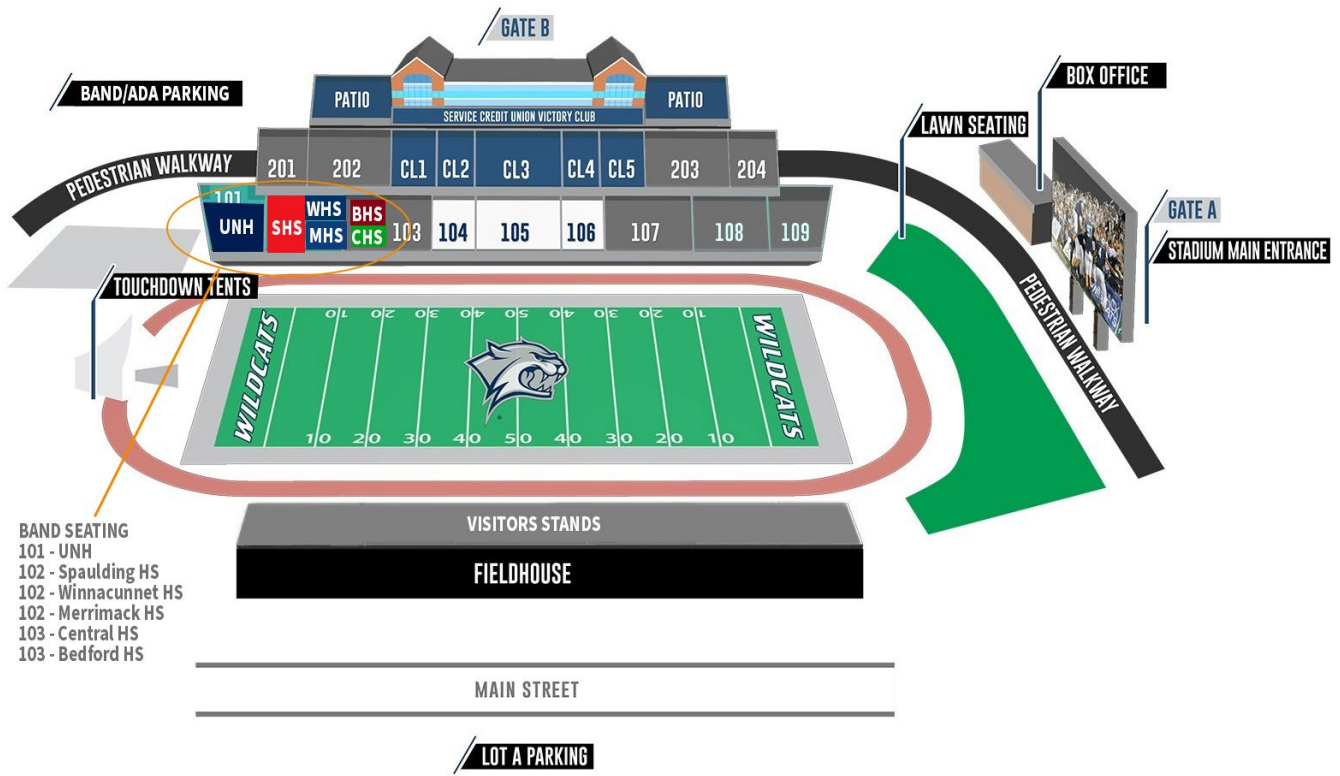 GATE B
BOX OFFICE
BAND/ADA PARKING
PATIO
PATIO
SERVICE CREDIT UNION VICTORY CLUB
LAWN SEATING
PEDESTRIAN WALKWAY
201
202
CL1
CL2
CL3
CL4
CL5
203
204
101
UNH
SHS
WHS
MHS
BHS
CHS
103
104
105
106
107
108
109
GATE A
STADIUM MAIN ENTRANCE
TOUCHDOWN TENTS
PEDESTRIAN WALKWAY
10 20 30 40 50 40 30 20 10
WILDCATS
WILDCATS
10 20 30 40 50 40 30 20 10
VISITORS STANDS
FIELDHOUSE
BAND SEATING
101 - UNH
102 - Spaulding HS
102 - Winnacunnet HS
102 - Merrimack HS
103 - Central HS
103 - Bedford HS
MAIN STREET
LOT A PARKING